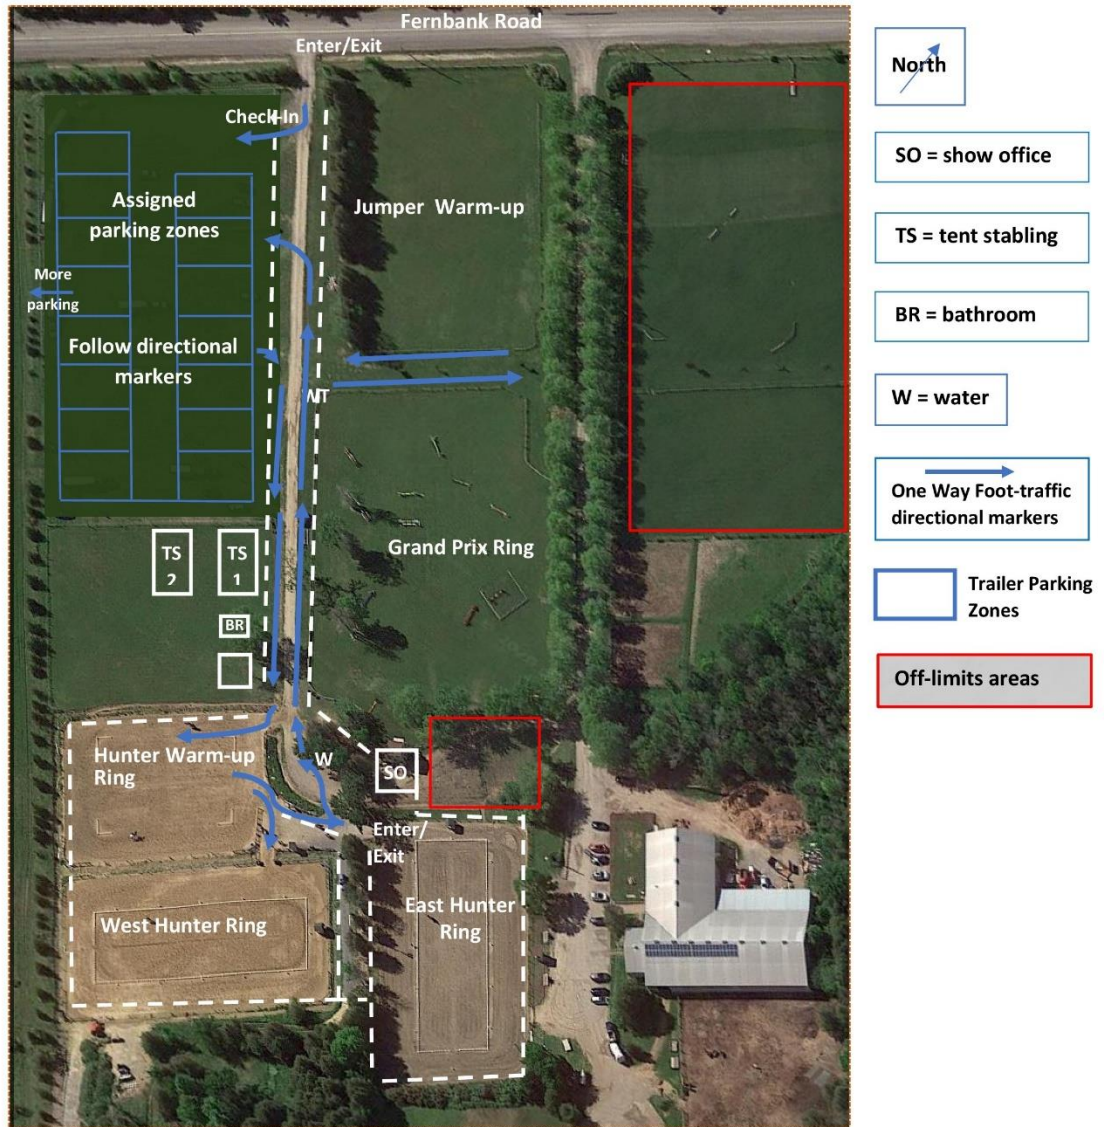 Fernbank Road
Enter/Exit
Check-In
Assigned
parking zones
Jumper Warm-up
More
parking
Follow directional
markers
WT
Grand Prix Ring
TS
2
TS
1
BR
Hunter Warm-up
Ring
W
SO
Enter/
Exit
West Hunter Ring
East Hunter
Ring
North
SO = show office
TS = tent stabling
BR = bathroom
W = water
One Way Foot-traffic
directional markers
Trailer Parking
Zones
Off-limits areas